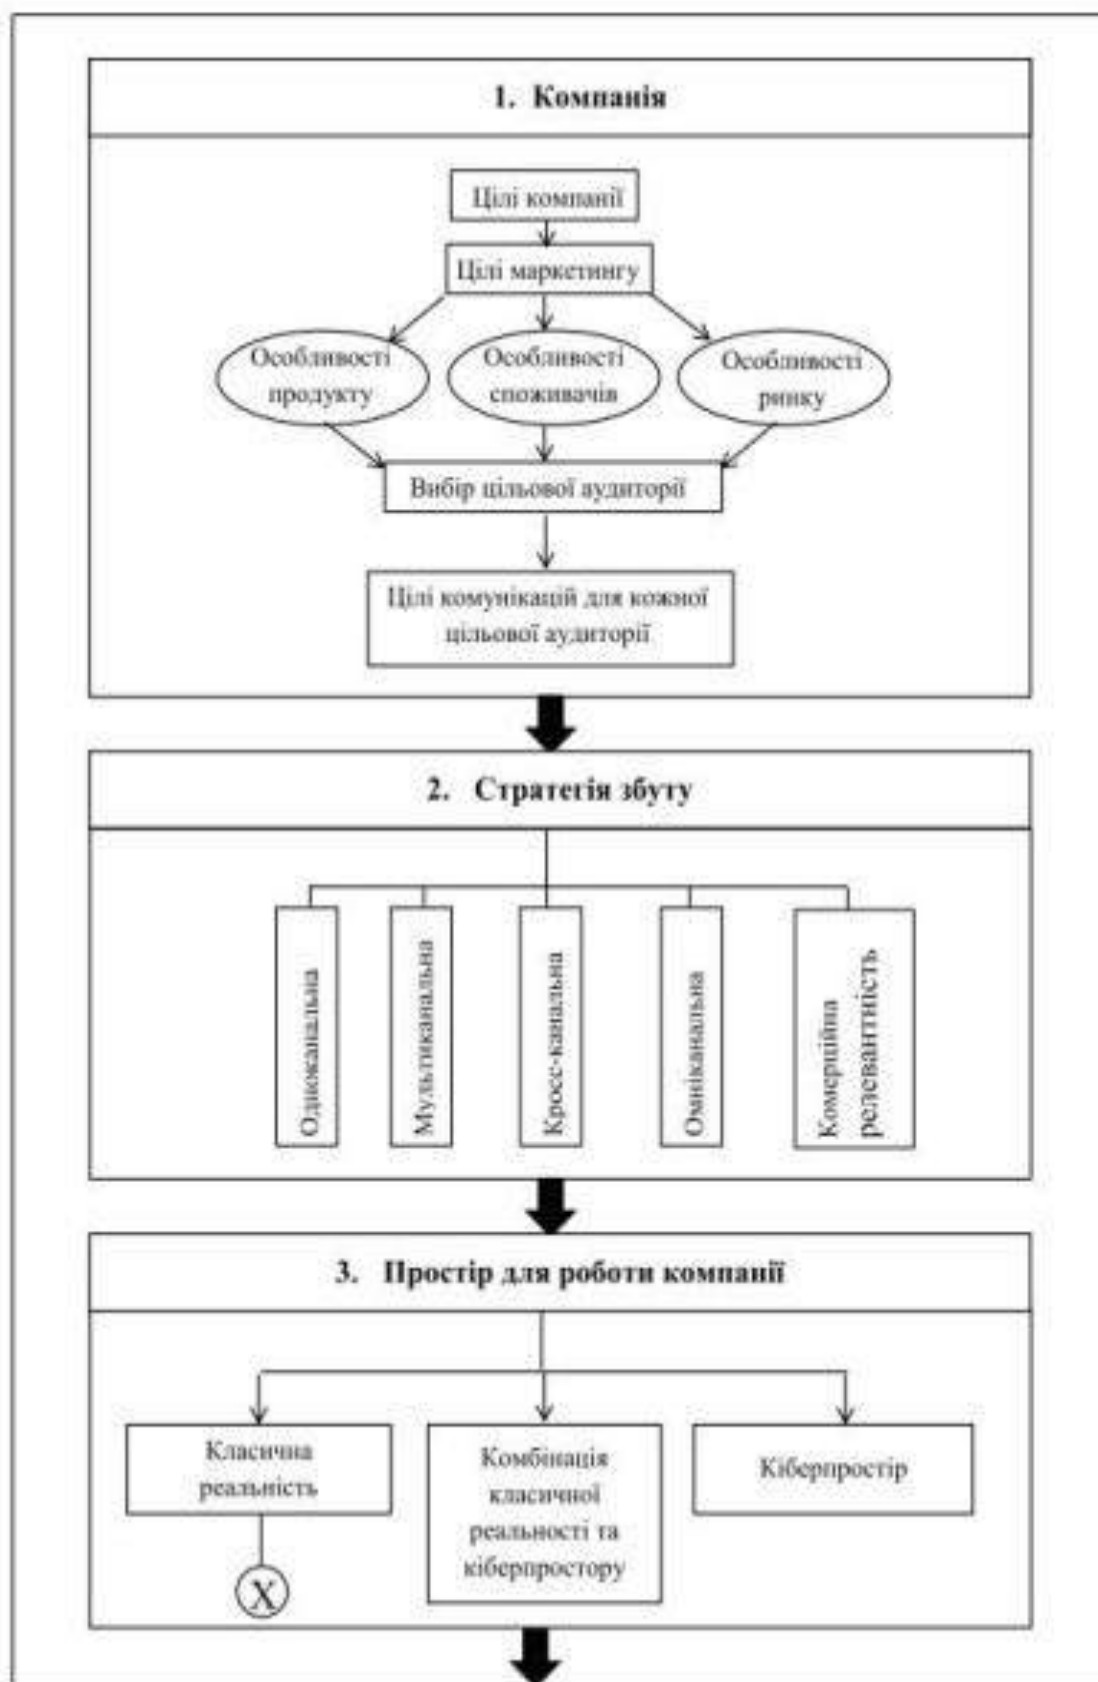 1. Компанія
Цілі компанії
Цілі маркетингу
Особливості
продукту
Особливості
споживачів
Особливості
ринку
Вибір цільової аудиторії
Цілі комунікацій для кожної
цільової аудиторії
2. Стратегія збуту
Одноканальна
Мультиканальна
Кросс-канальна
Омніканальна
Комерційна
релевантність
3. Простір для роботи компанії
Класична
реальність
Комбінація
класичної
реальності та
кіберпростору
Кіберпростір
X